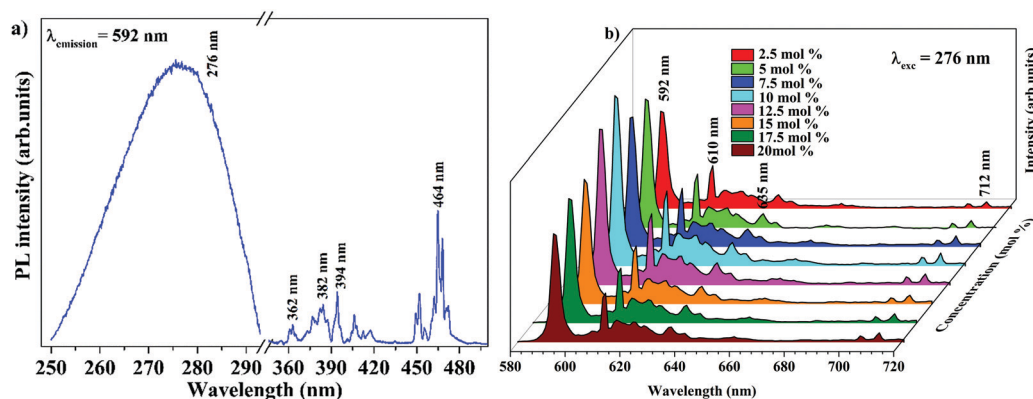 a)
λemission= 592 nm
276 nm
362 nm
382 nm
394 nm
464 nm
PL intensity (arb.units)
250 260 270 280 290 360 390 420 450 480
Wavelength (nm)
b)
λexc = 276 nm
2.5 mol %
5 mol %
7.5 mol %
10 mol %
12.5 mol %
15 mol %
17.5 mol %
20mol %
592 nm
610 nm
635 nm
712 nm
Intensity (arb.units)
Concentration (mol %)
580 600 620 640 660 680 700 720
Wavelength (nm)